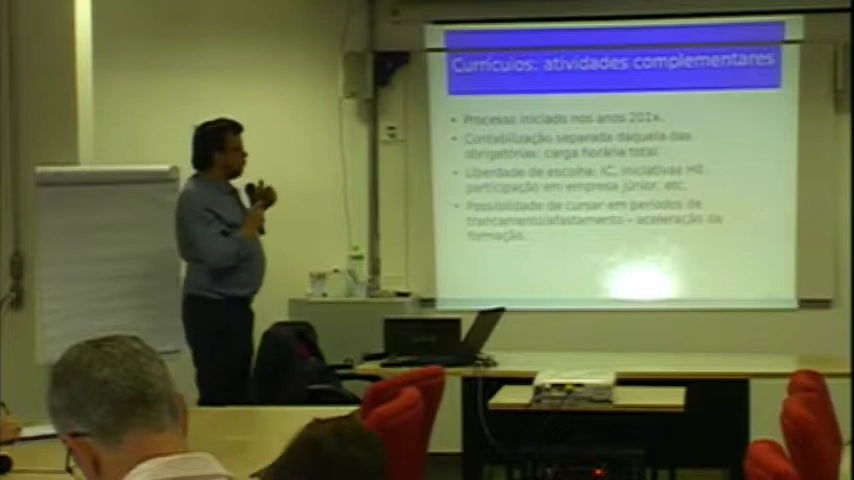 Currículos: atividades complementares
• Processo iniciado nos anos 201x.
• Contabilização separada daquela das
obrigatórias: carga horária total
• Liberdade de escolha: IC, iniciativas
participação em empresa júnior, etc.
• Possibilidade de cursar em períodos de
trancamento/afastamento – aceleração da
formação.